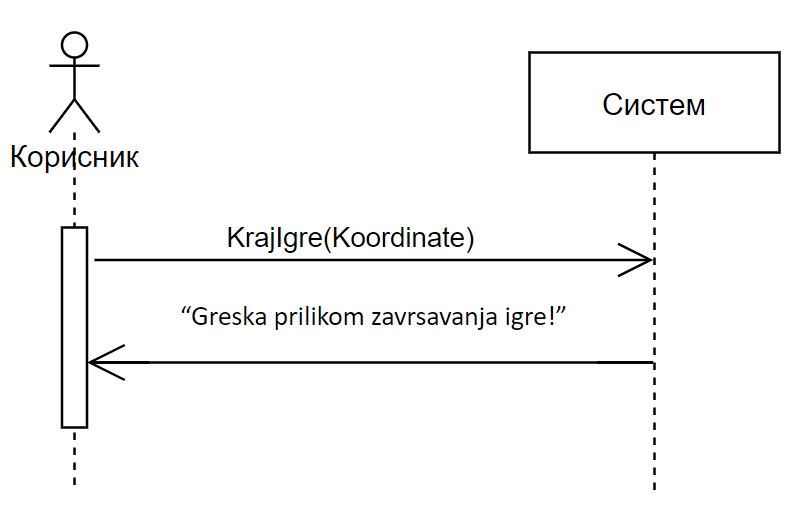 Корисник
Систем
KrajIgre(Koordinate)
“Greska prilikom zavrsavanja igre!”